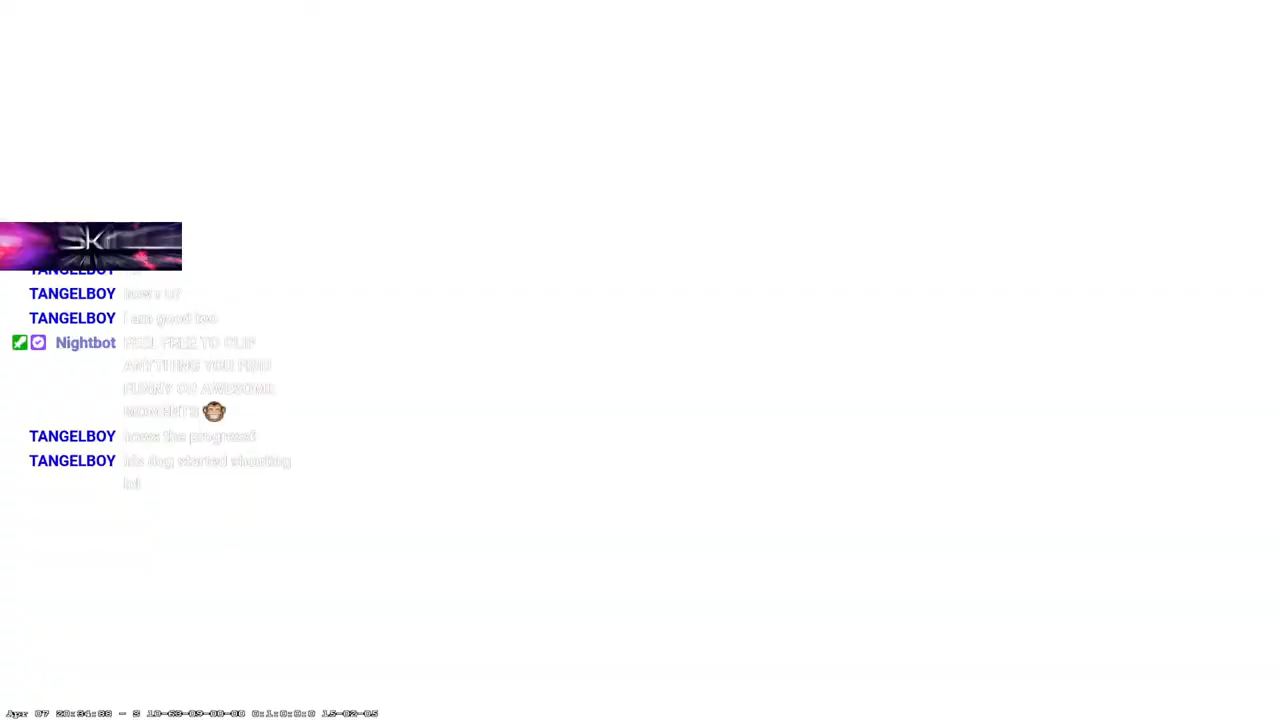 TANGELBOY
TANGELBOY how r u?
TANGELBOY i am good too
Nightbot FEEL FREE TO CLIP
ANYTHING YOU FIND
FUNNY OR AWESOME
MOMENTS
TANGELBOY hows the progress?
TANGELBOY his dog started shouting
lol